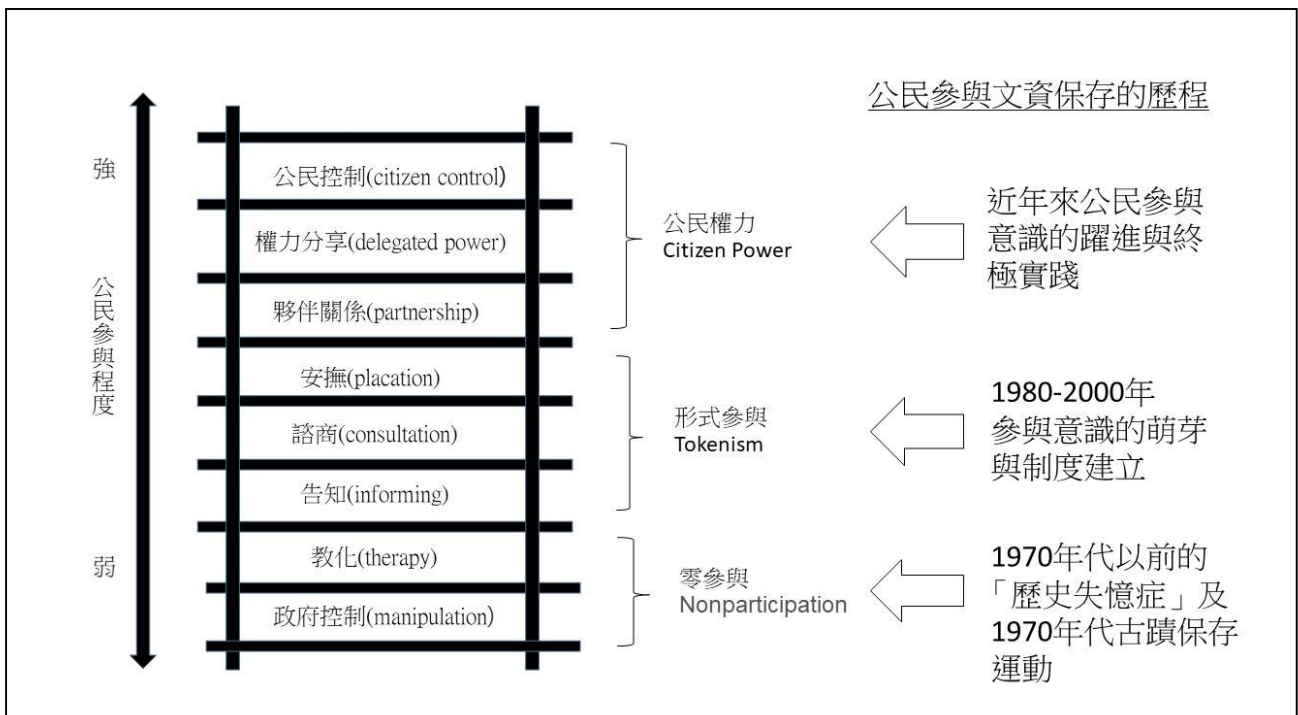 公民參與文資保存的歷程
強
公民參與程度
弱
公民控制(citizen control)
權力分享(delegated power)
夥伴關係(partnership)
安撫(placation)
諮商(consultation)
告知(informing)
教化(therapy)
政府控制(manipulation)
公民權力
Citizen Power
形式參與
Tokenism
零參與
Nonparticipation
近年來公民參與
意識的躍進與終
極實踐
1980-2000年
參與意識的萌芽
與制度建立
1970年代以前的
「歷史失憶症」及
1970年代古蹟保存
運動